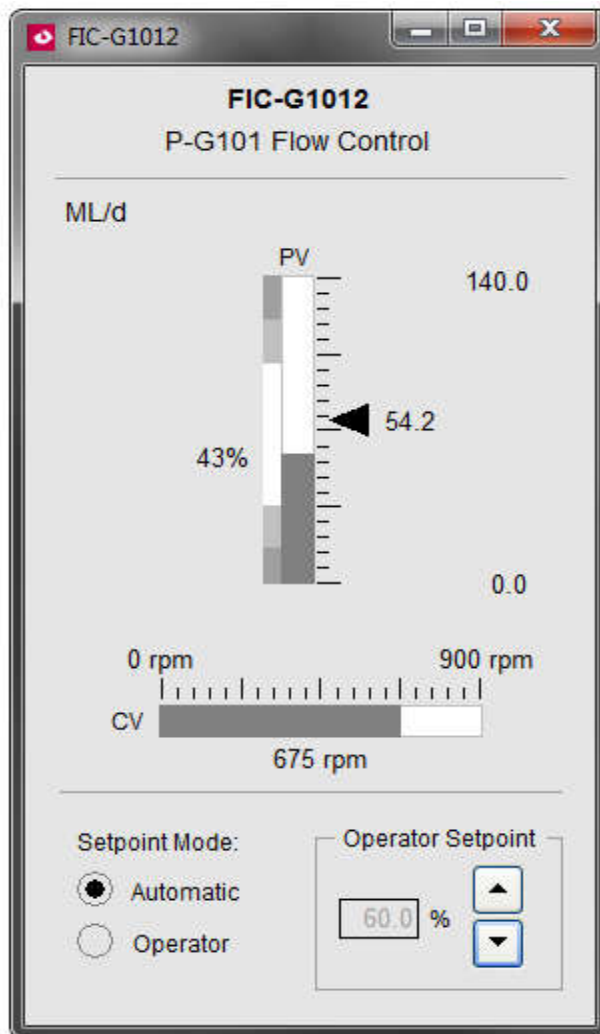 FIC-G1012
FIC-G1012
P-G101 Flow Control
ML/d
PV
140.0
54.2
43%
0.0
0 rpm 900 rpm
CV
675 rpm
Setpoint Mode:
Automatic
Operator
Operator Setpoint
60.0 %